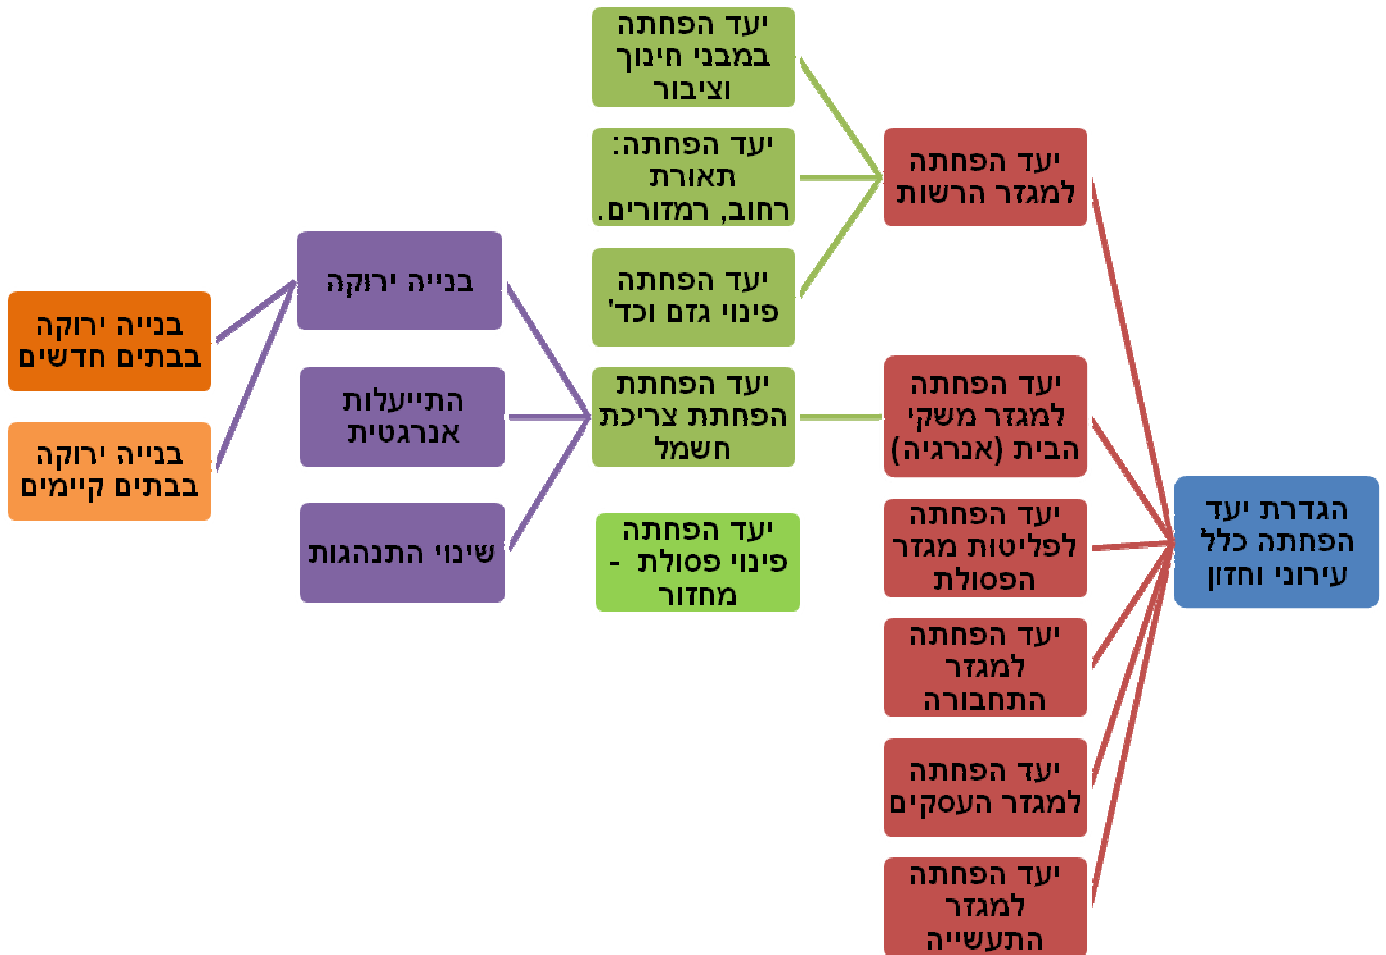 הגדרת יעד
הפחתה כלל
עירוני וחזון
יעד הפחתה
למגזר הרשות
יעד הפחתה
במבני חינוך
וציבור
יעד הפחתה:
תאורת
רחוב, רמזורים.
יעד הפחתה
פינוי גזם וכד'
יעד הפחתה
למגזר משקי
הבית (אנרגיה)
יעד הפחתת
הפחתת צריכת
חשמל
בנייה ירוקה
בנייה ירוקה
בבתים חדשים
בנייה ירוקה
בבתים קיימים
התייעלות
אנרגטית
שינוי התנהגות
יעד הפחתה
לפליטות מגזר
הפסולת
יעד הפחתה
פינוי פסולת -
מחזור
יעד הפחתה
למגזר
התחבורה
יעד הפחתה
למגזר העסקים
יעד הפחתה
למגזר
התעשייה